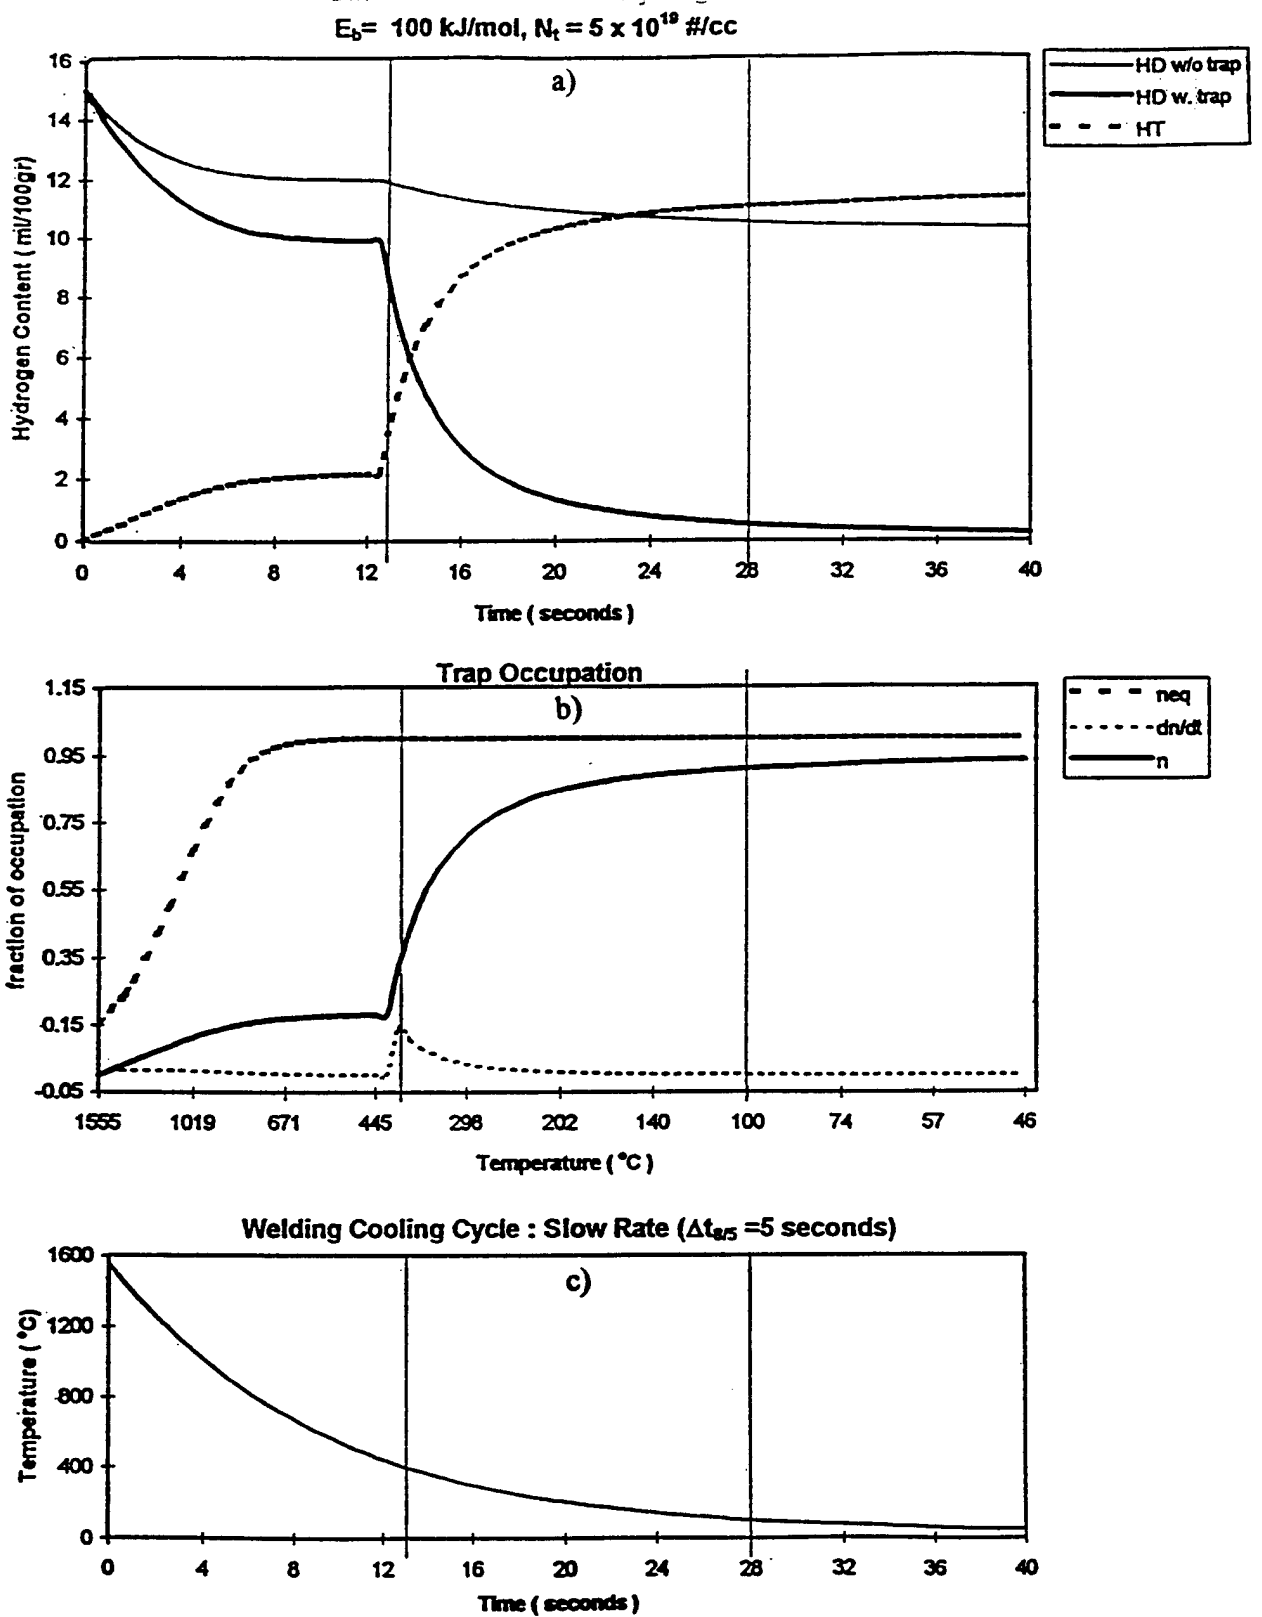 E_b= 100 kJ/mol, N_t = 5 x 10^19 #/cc
a)
HD w/o trap
HD w. trap
HT
Hydrogen Content ( ml/100gr)
16
14
12
10
8
6
4
2
0
0 4 8 12 16 20 24 28 32 36 40
Time ( seconds )
Trap Occupation
b)
neq
dn/dt
n
fraction of occupation
1.15
0.95
0.75
0.55
0.35
-0.15
-0.05
1555 1019 671 445 298 202 140 100 74 57 46
Temperature ( °C )
Welding Cooling Cycle : Slow Rate (Δt_8/5 =5 seconds)
c)
Temperature ( °C)
1600
1200
800
400
0
0 4 8 12 16 20 24 28 32 36 40
Time ( seconds )